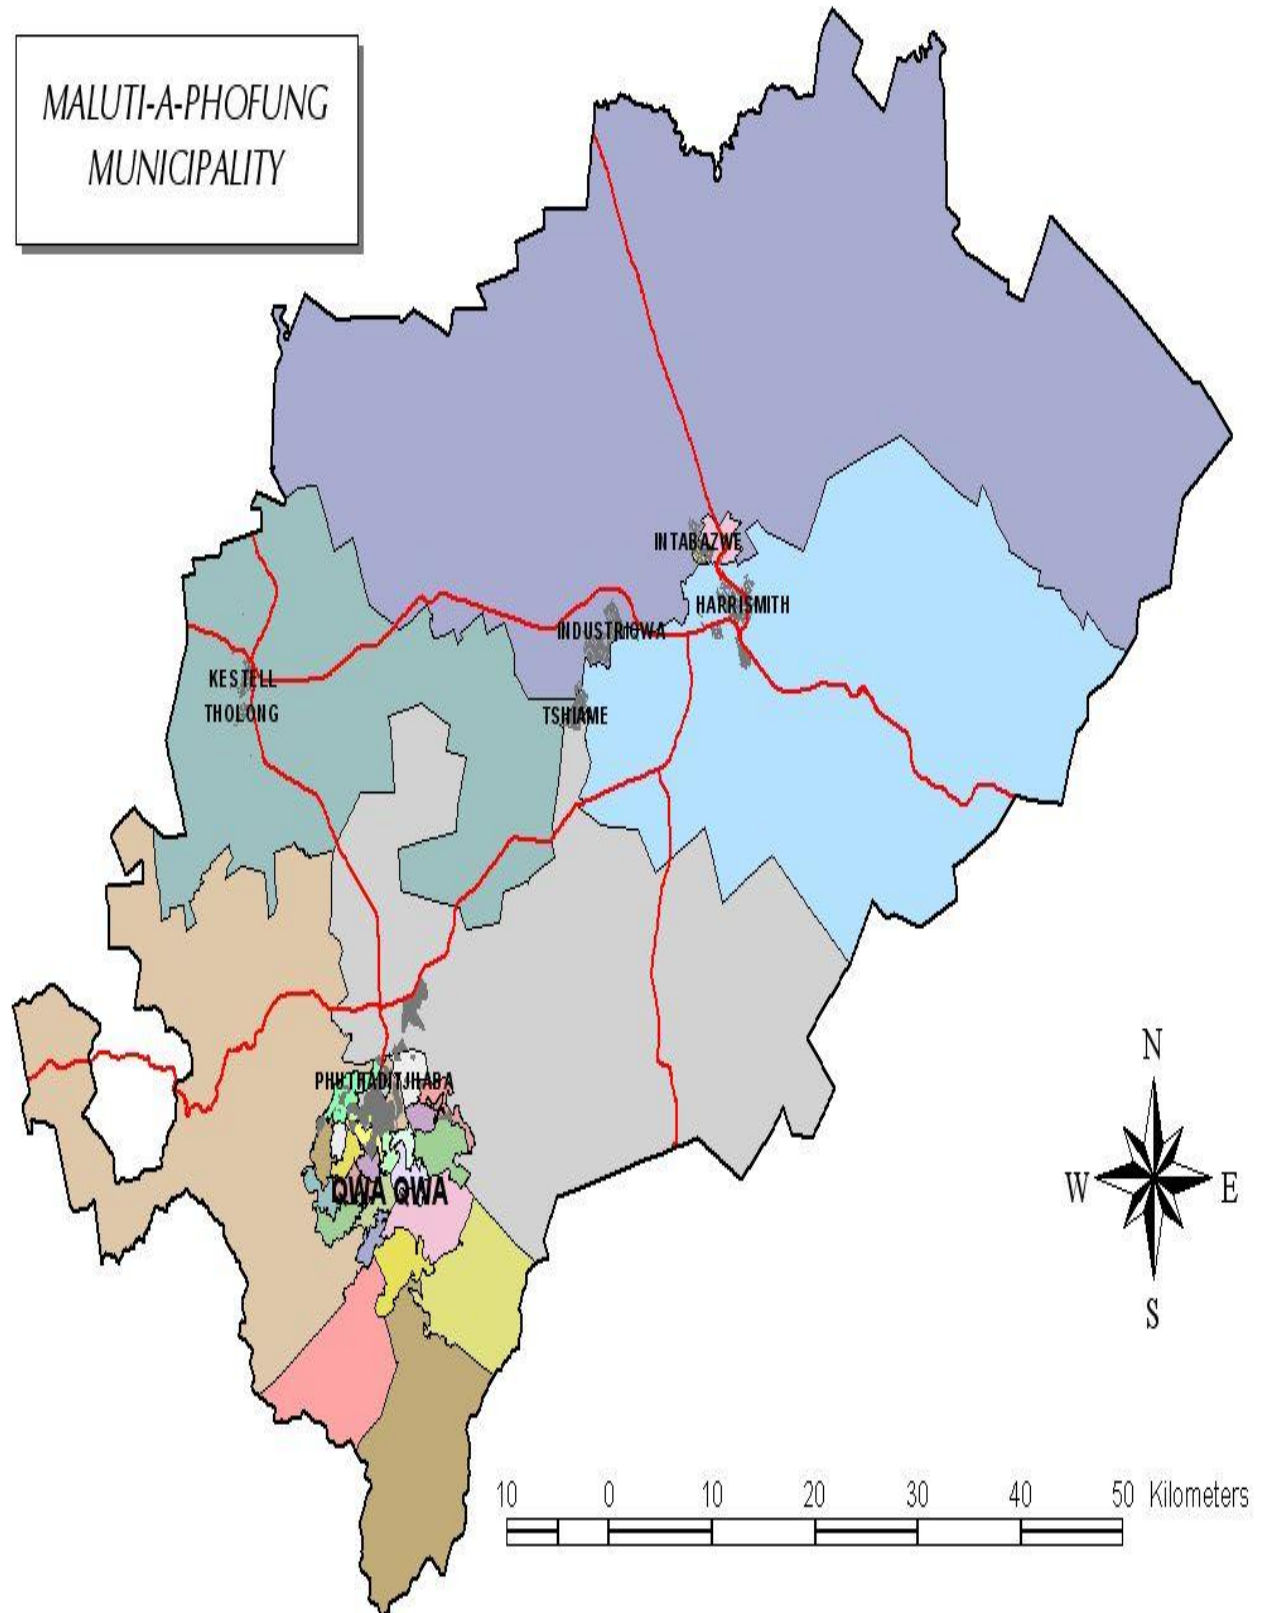 MALUTI-A-PHOFUNG
MUNICIPALITY
INTABAZWE
HARRISMITH
INDUSTRIQWA
KESTELL
THOLONG
TSHIAME
PHUTHADITJHABA
QWA QWA
N
W E
S
10 0 10 20 30 40 50 Kilometers